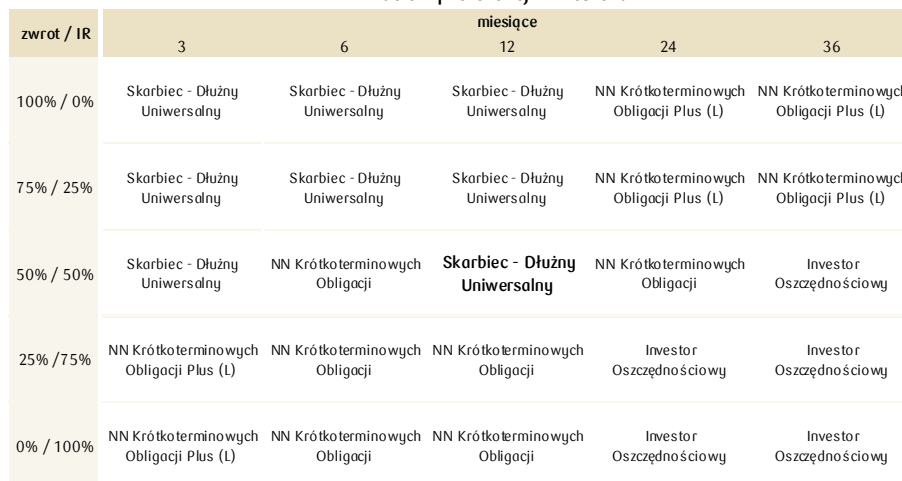 miesiące
zwrot / IR
3 6 12 24 36
100% / 0%
Skarbiec - Dłużny Uniwersalny
Skarbiec - Dłużny Uniwersalny
Skarbiec - Dłużny Uniwersalny
NN Krótkoterminowych Obligacji Plus (L)
NN Krótkoterminowych Obligacji Plus (L)
75% / 25%
Skarbiec - Dłużny Uniwersalny
Skarbiec - Dłużny Uniwersalny
Skarbiec - Dłużny Uniwersalny
NN Krótkoterminowych Obligacji Plus (L)
NN Krótkoterminowych Obligacji Plus (L)
50% / 50%
Skarbiec - Dłużny Uniwersalny
NN Krótkoterminowych Obligacji
Skarbiec - Dłużny Uniwersalny
NN Krótkoterminowych Obligacji
Investor Oszczędnościowy
25% /75%
NN Krótkoterminowych Obligacji Plus (L)
NN Krótkoterminowych Obligacji
NN Krótkoterminowych Obligacji
Investor Oszczędnościowy
Investor Oszczędnościowy
0% / 100%
NN Krótkoterminowych Obligacji Plus (L)
NN Krótkoterminowych Obligacji
NN Krótkoterminowych Obligacji
Investor Oszczędnościowy
Investor Oszczędnościowy